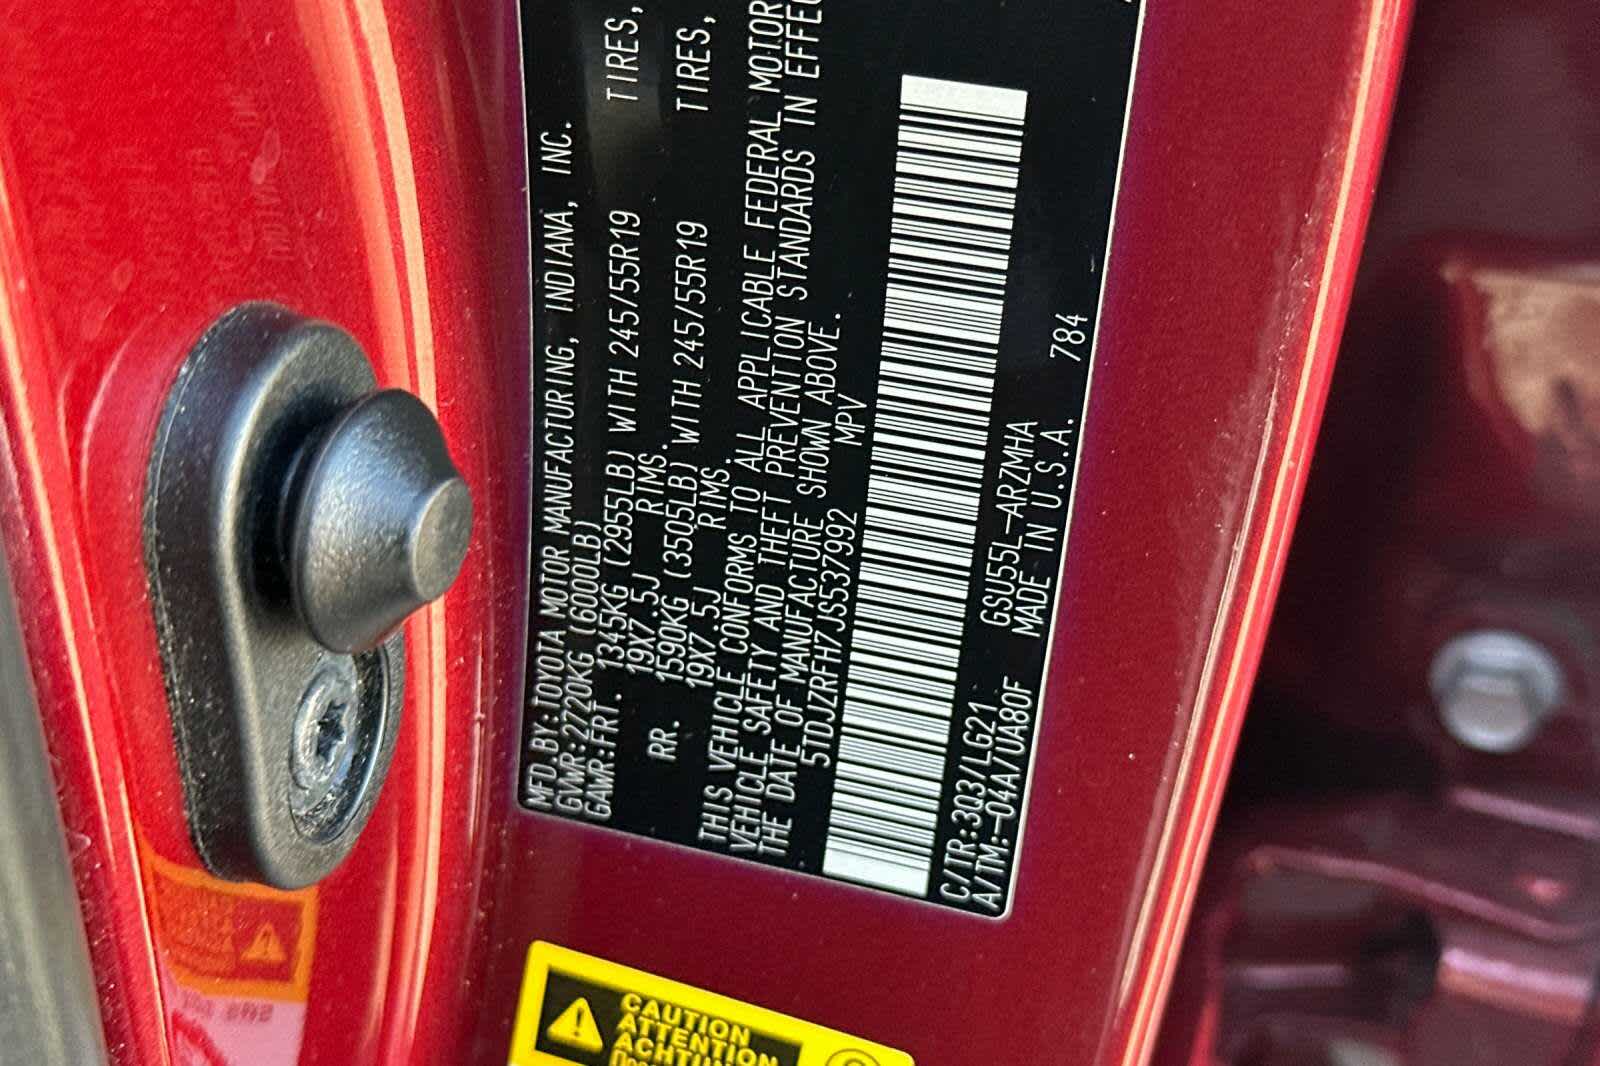 MFD.BY:TOYOTA MOTOR MANUFACTURING, INDIANA, INC.
GVWR:2720KG (6000LB)
GAWR:FRT. 1345KG (2955LB) WITH 245/55R19 TIRES,
19X7.5J RIMS.
RR. 1590KG (3505LB) WITH 245/55R19 TIRES,
19X7.5J RIMS.
THIS VEHICLE CONFORMS TO ALL APPLICABLE FEDERAL MOTOR
VEHICLE SAFETY AND THEFT PREVENTION STANDARDS IN EFFEC
THE DATE OF MANUFACTURE SHOWN ABOVE.
5TDJZRFH7JS537992 MPV
C/TR:3Q3/LG21 GSU55L-ARZMHA 784
A/TM:-04A/UA80F MADE IN U.S.A.
CAUTION
ATTENTION
ACHTUNG